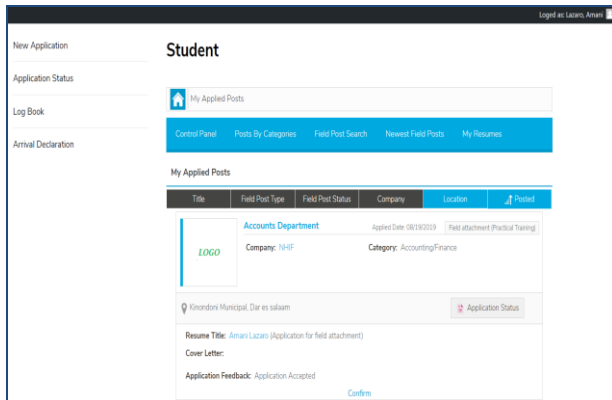 Loged as: Lazaro, Amani
New Application
Application Status
Log Book
Arrival Declaration
Student
My Applied Posts
Control Panel Posts By Categories Field Post Search Newest Field Posts My Resumes
My Applied Posts
Title Field Post Type Field Post Status Company Location Posted
LOGO
Accounts Department Applied Date: 08/19/2019 Field attachment (Practical Training)
Company: NHIF Category: Accounting/Finance
Kinondoni Municipal, Dar es salaam Application Status
Resume Title: Amani Lazaro (Application for field attachment)
Cover Letter:
Application Feedback: Application Accepted
Confirm